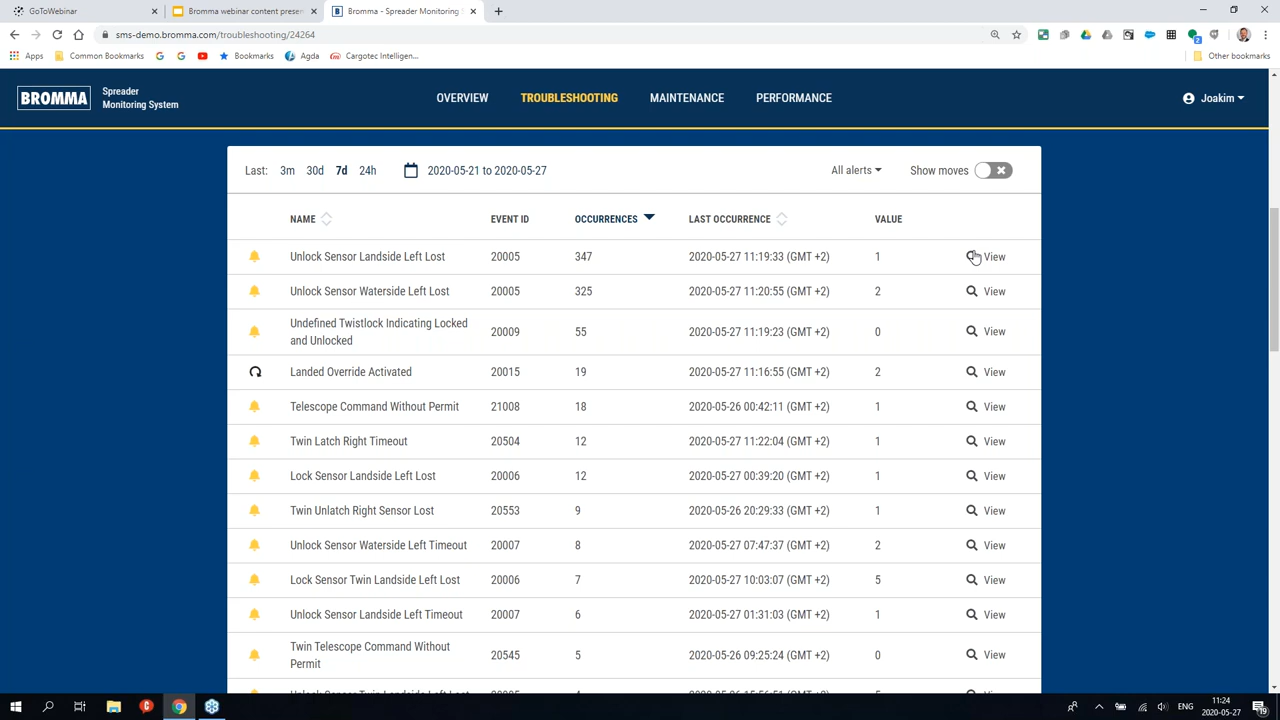 GoToWebinar
Bromma webinar content presen
Bromma - Spreader Monitoring S
sms-demo.bromma.com/troubleshooting/24264
Apps
Common Bookmarks
Bookmarks
Agda
Cargotec Intelligen...
Other bookmarks
BROMMA
Spreader
Monitoring System
OVERVIEW
TROUBLESHOOTING
MAINTENANCE
PERFORMANCE
Joakim
Last: 3m 30d 7d 24h 2020-05-21 to 2020-05-27 All alerts Show moves
NAME EVENT ID OCCURRENCES LAST OCCURRENCE VALUE
Unlock Sensor Landside Left Lost 20005 347 2020-05-27 11:19:33 (GMT +2) 1 View
Unlock Sensor Waterside Left Lost 20005 325 2020-05-27 11:20:55 (GMT +2) 2 View
Undefined Twistlock Indicating Locked
and Unlocked
20009 55 2020-05-27 11:19:23 (GMT +2) 0 View
Landed Override Activated 20015 19 2020-05-27 11:16:55 (GMT +2) 2 View
Telescope Command Without Permit 21008 18 2020-05-26 00:42:11 (GMT +2) 1 View
Twin Latch Right Timeout 20504 12 2020-05-27 11:22:04 (GMT +2) 1 View
Lock Sensor Landside Left Lost 20006 12 2020-05-27 00:39:20 (GMT +2) 1 View
Twin Unlatch Right Sensor Lost 20553 9 2020-05-26 20:29:33 (GMT +2) 1 View
Unlock Sensor Waterside Left Timeout 20007 8 2020-05-27 07:47:37 (GMT +2) 2 View
Lock Sensor Twin Landside Left Lost 20006 7 2020-05-27 10:03:07 (GMT +2) 5 View
Unlock Sensor Landside Left Timeout 20007 6 2020-05-27 01:31:03 (GMT +2) 1 View
Twin Telescope Command Without
Permit
20545 5 2020-05-26 09:25:24 (GMT +2) 0 View
ENG
11:24
2020-05-27